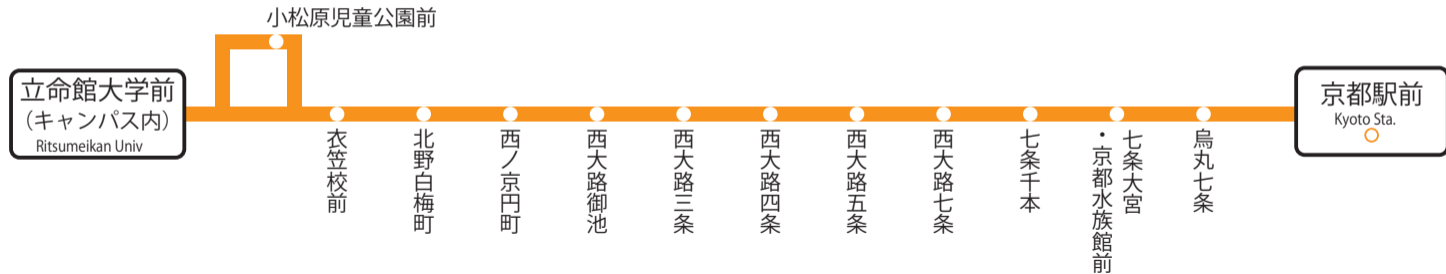 小松原児童公園前
立命館大学前
（キャンパス内）
Ritsumeikan Univ
衣笠校前
北野白梅町
西ノ京円町
西大路御池
西大路三条
西大路四条
西大路五条
西大路七条
七条千本
七条大宮
・京都水族館前
烏丸七条
京都駅前
Kyoto Sta.